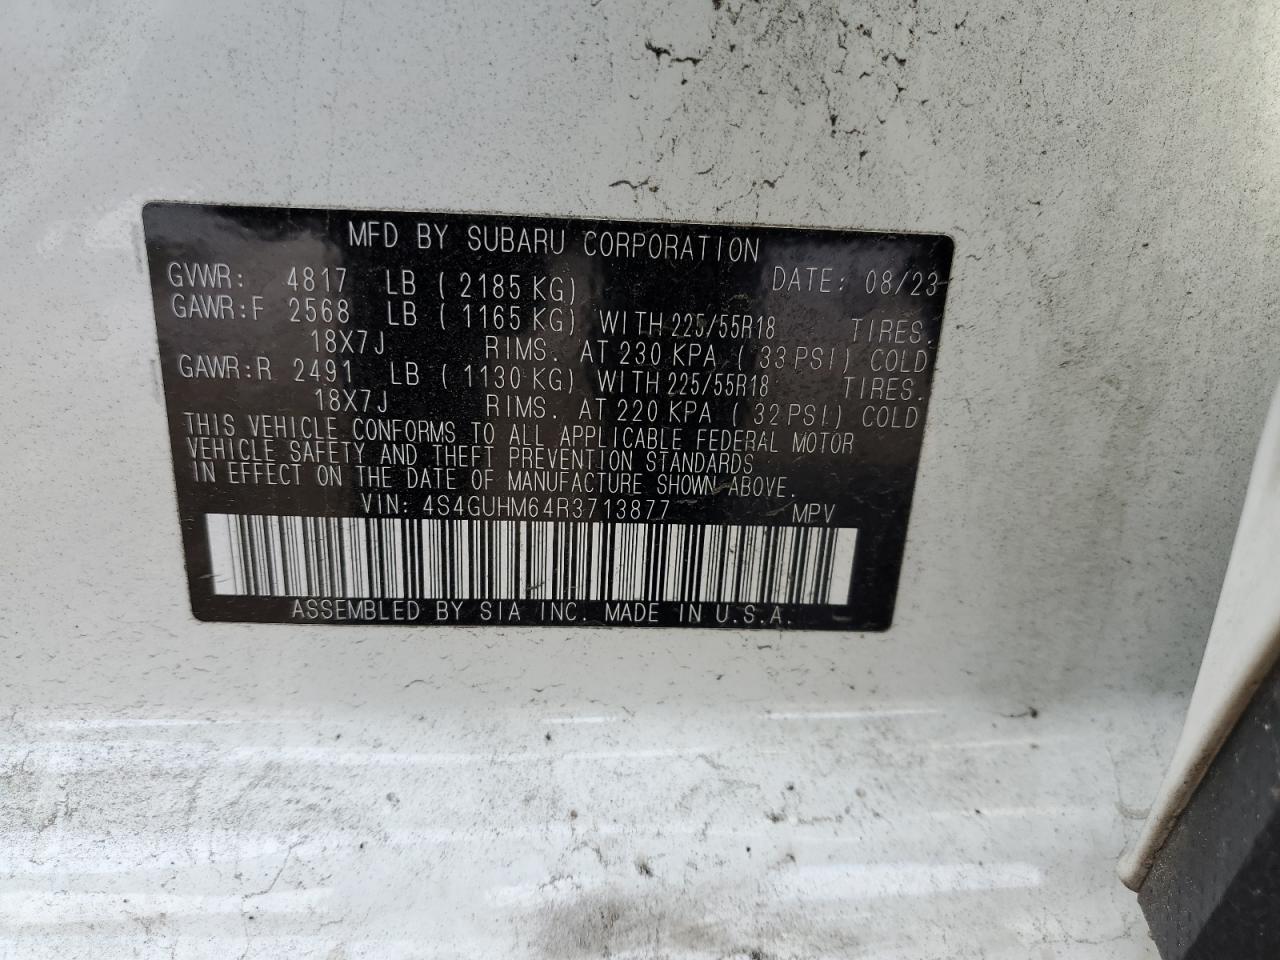 MFD BY SUBARU CORPORATION
GVWR: 4817 LB ( 2185 KG) DATE: 08/23
GAWR:F 2568 LB ( 1165 KG) WITH 225/55R18 TIRES.
18X7J RIMS. AT 230 KPA ( 33 PSI) COLD
GAWR:R 2491 LB ( 1130 KG) WITH 225/55R18 TIRES.
18X7J RIMS. AT 220 KPA ( 32 PSI) COLD
THIS VEHICLE CONFORMS TO ALL APPLICABLE FEDERAL MOTOR
VEHICLE SAFETY AND THEFT PREVENTION STANDARDS
IN EFFECT ON THE DATE OF MANUFACTURE SHOWN ABOVE.
VIN: 4S4GUHM64R3713877 MPV
ASSEMBLED BY SIA INC. MADE IN U.S.A.